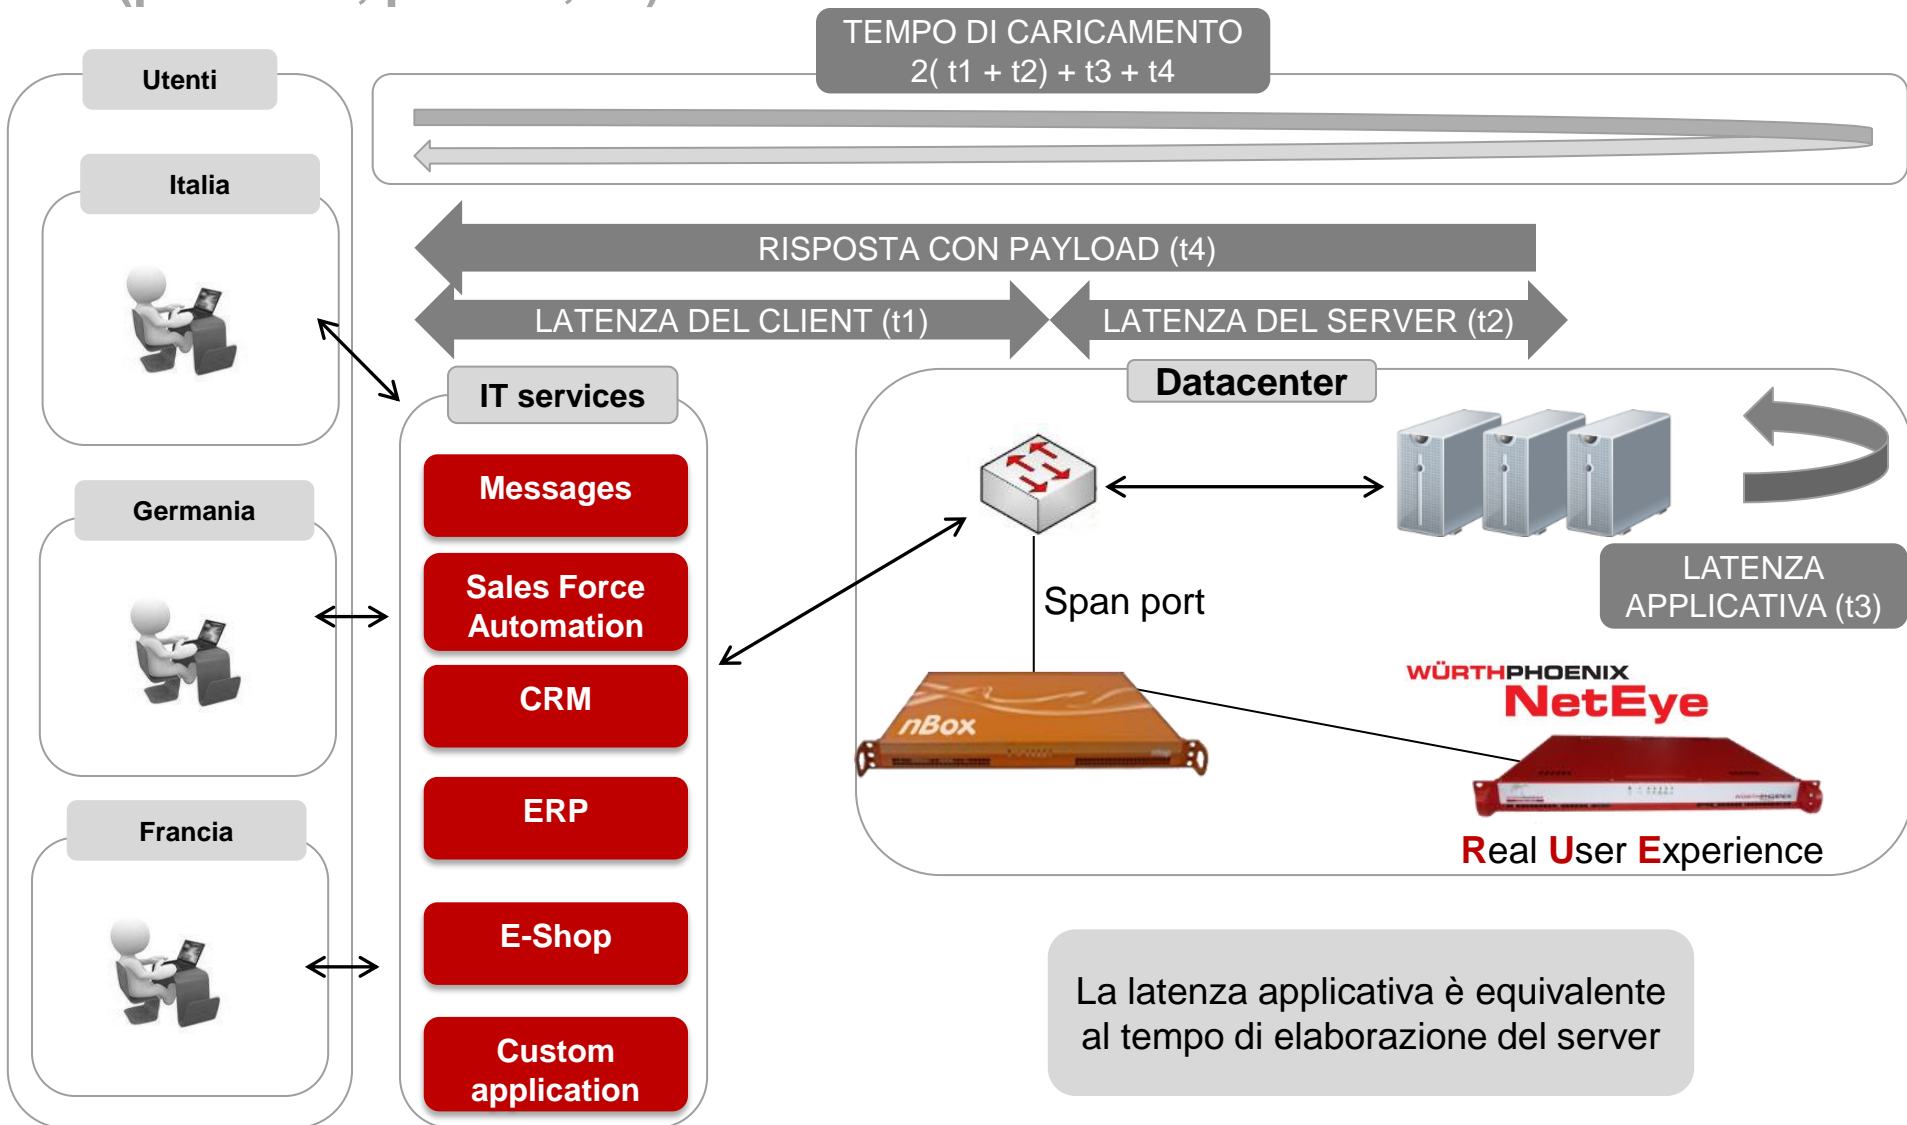 TEMPO DI CARICAMENTO
2( t1 + t2) + t3 + t4
Utenti
Italia
RISPOSTA CON PAYLOAD (t4)
LATENZA DEL CLIENT (t1)
LATENZA DEL SERVER (t2)
IT services
Datacenter
Messages
Germania
Sales Force
Automation
Span port
LATENZA
APPLICATIVA (t3)
CRM
WÜRTHPHOENIX
NetEye
nBox
ERP
Francia
Real User Experience
E-Shop
La latenza applicativa è equivalente
al tempo di elaborazione del server
Custom
application